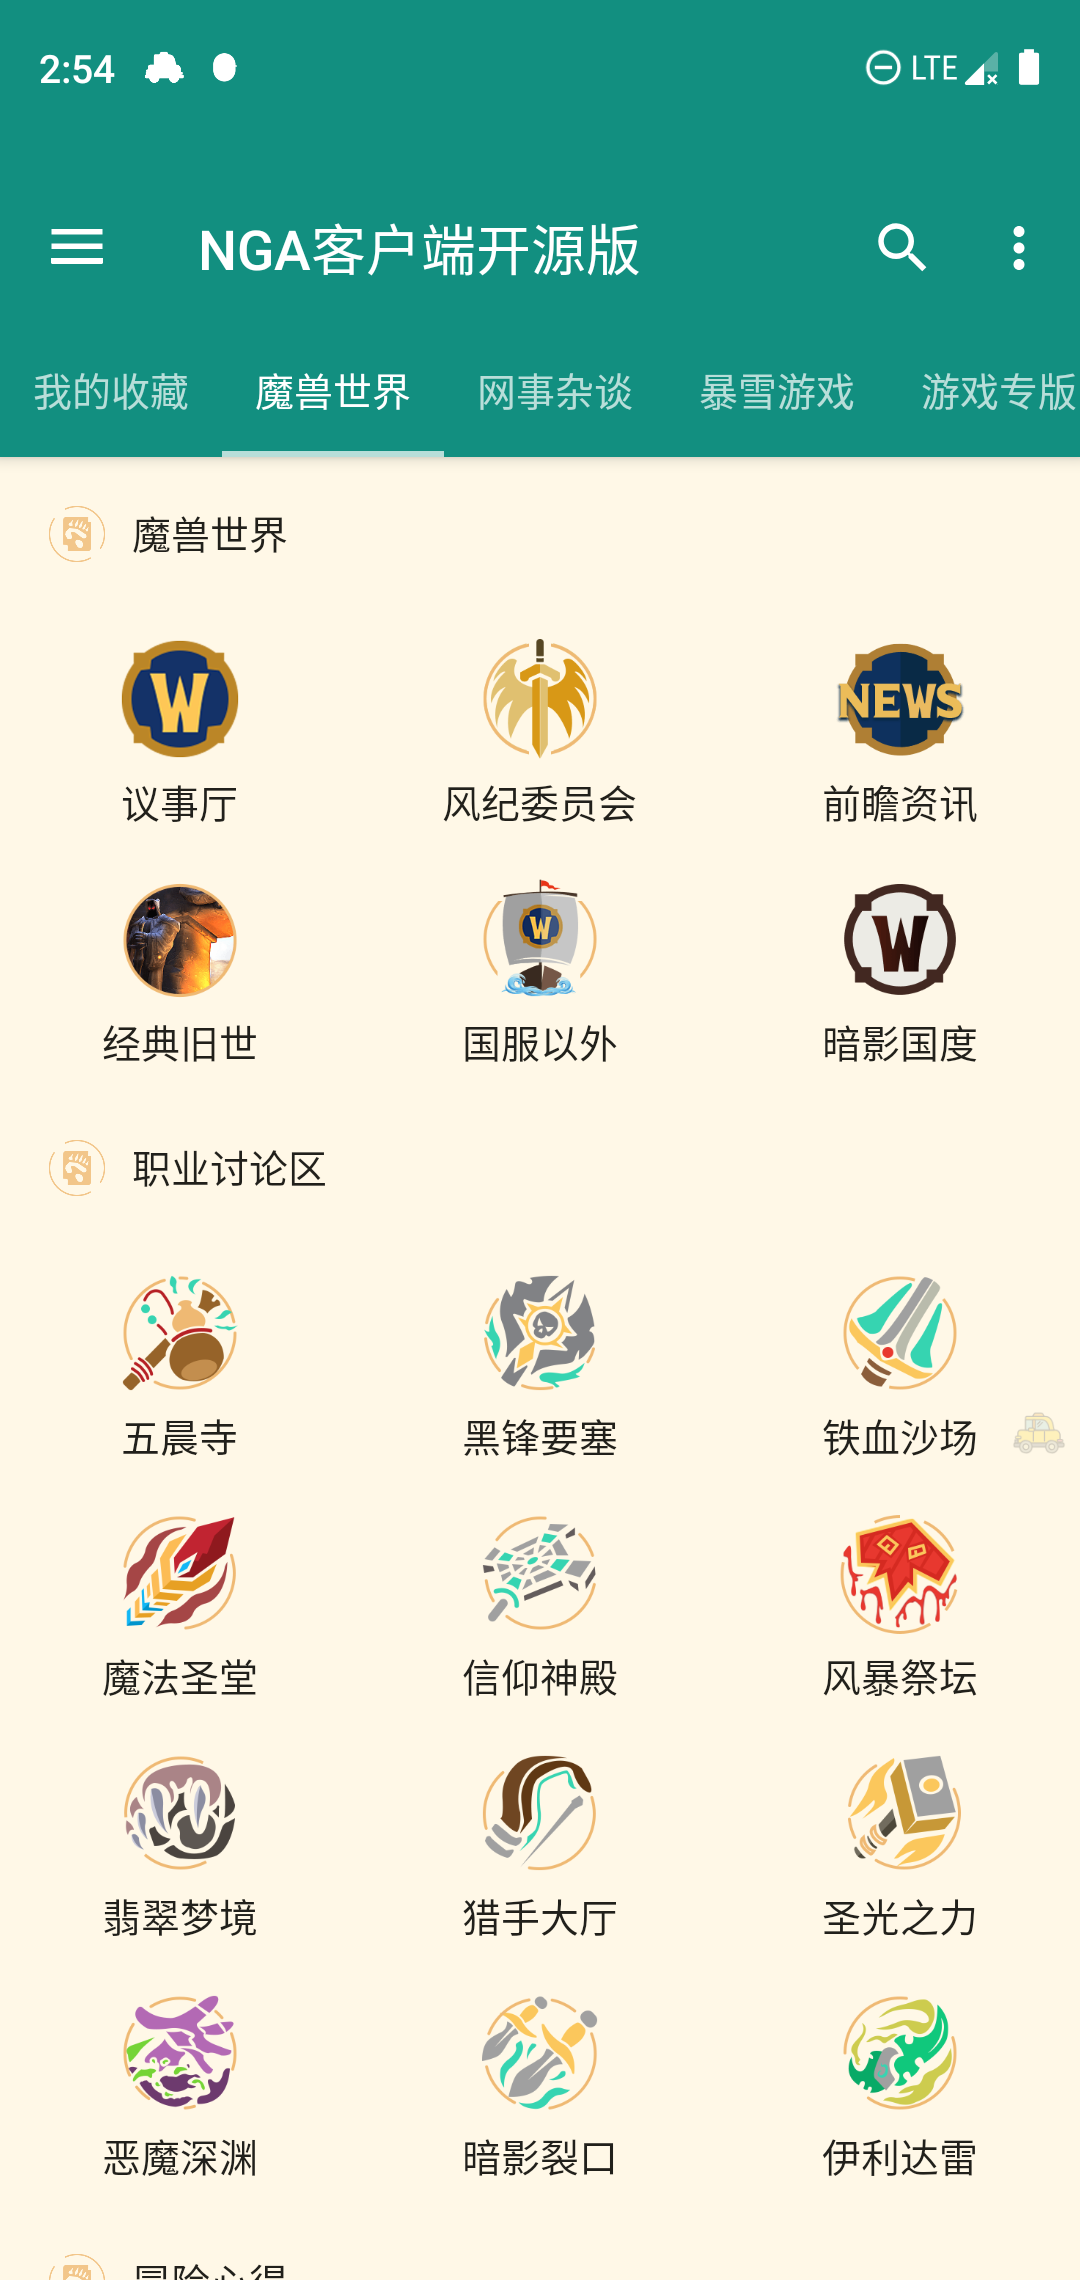 2:54
LTE
NGA客户端开源版
我的收藏 魔兽世界 网事杂谈 暴雪游戏 游戏专版
魔兽世界
W
NEWS
议事厅 风纪委员会 前瞻资讯
W
W
经典旧世 国服以外 暗影国度
职业讨论区
五晨寺 黑锋要塞 铁血沙场
魔法圣堂 信仰神殿 风暴祭坛
翡翠梦境 猎手大厅 圣光之力
恶魔深渊 暗影裂口 伊利达雷
冒险心得